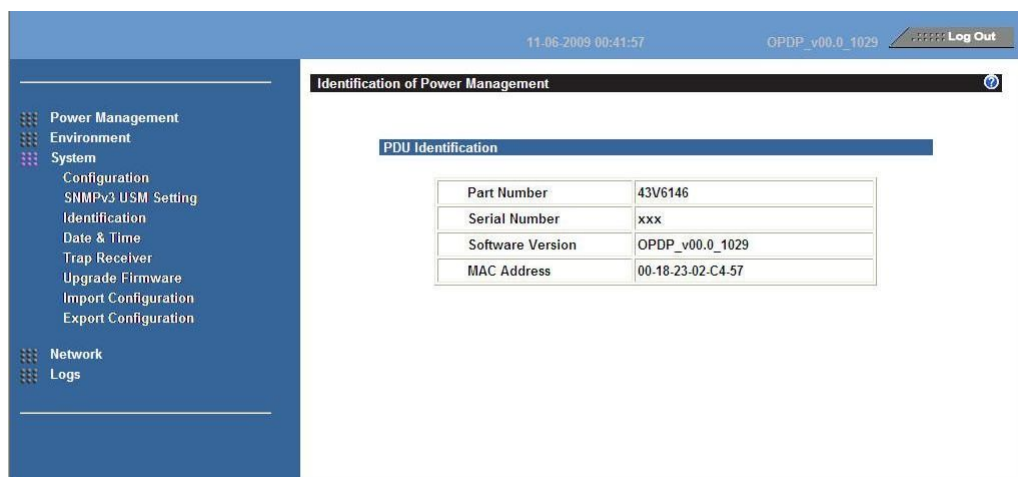 11-06-2009 00:41:57 OPDP_v00.0_1029 Log Out
Identification of Power Management ?
Power Management
Environment
System
Configuration
SNMPv3 USM Setting
Identification
Date & Time
Trap Receiver
Upgrade Firmware
Import Configuration
Export Configuration
Network
Logs
PDU Identification
Part Number 43V6146
Serial Number xxx
Software Version OPDP_v00.0_1029
MAC Address 00-18-23-02-C4-57